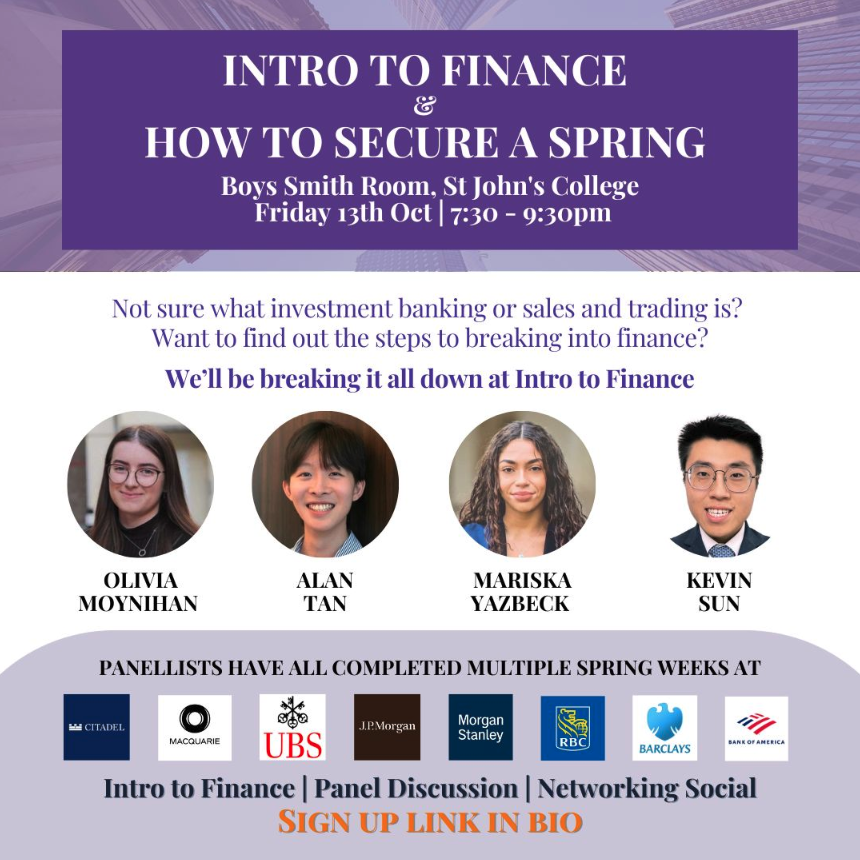 INTRO TO FINANCE
&
HOW TO SECURE A SPRING
Boys Smith Room, St John's College
Friday 13th Oct | 7:30 - 9:30pm
Not sure what investment banking or sales and trading is?
Want to find out the steps to breaking into finance?
We’ll be breaking it all down at Intro to Finance
OLIVIA
MOYNIHAN
ALAN
TAN
MARISKA
YAZBECK
KEVIN
SUN
PANELLISTS HAVE ALL COMPLETED MULTIPLE SPRING WEEKS AT
CITADEL
MACQUARIE
UBS
J.P.Morgan
Morgan
Stanley
RBC
BARCLAYS
BANK OF AMERICA
Intro to Finance | Panel Discussion | Networking Social
SIGN UP LINK IN BIO